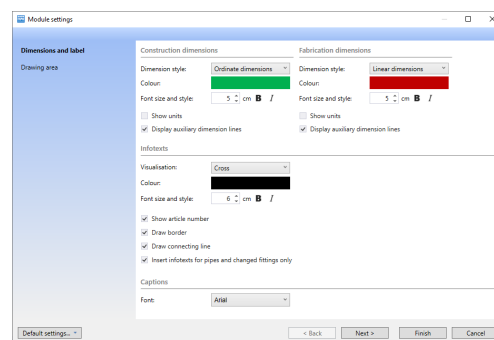 Module settings
Dimensions and label
Drawing area
Construction dimensions
Fabrication dimensions
Dimension style: Ordinate dimensions
Dimension style: Linear dimensions
Colour:
Colour:
Font size and style: 5 cm B I
Font size and style: 5 cm B I
Show units
Show units
Display auxiliary dimension lines
Display auxiliary dimension lines
Infotexts
Visualisation: Cross
Colour:
Font size and style: 6 cm B I
Show article number
Draw border
Draw connecting line
Insert infotexts for pipes and changed fittings only
Captions
Font: Arial
Default settings... < Back Next > Finish Cancel